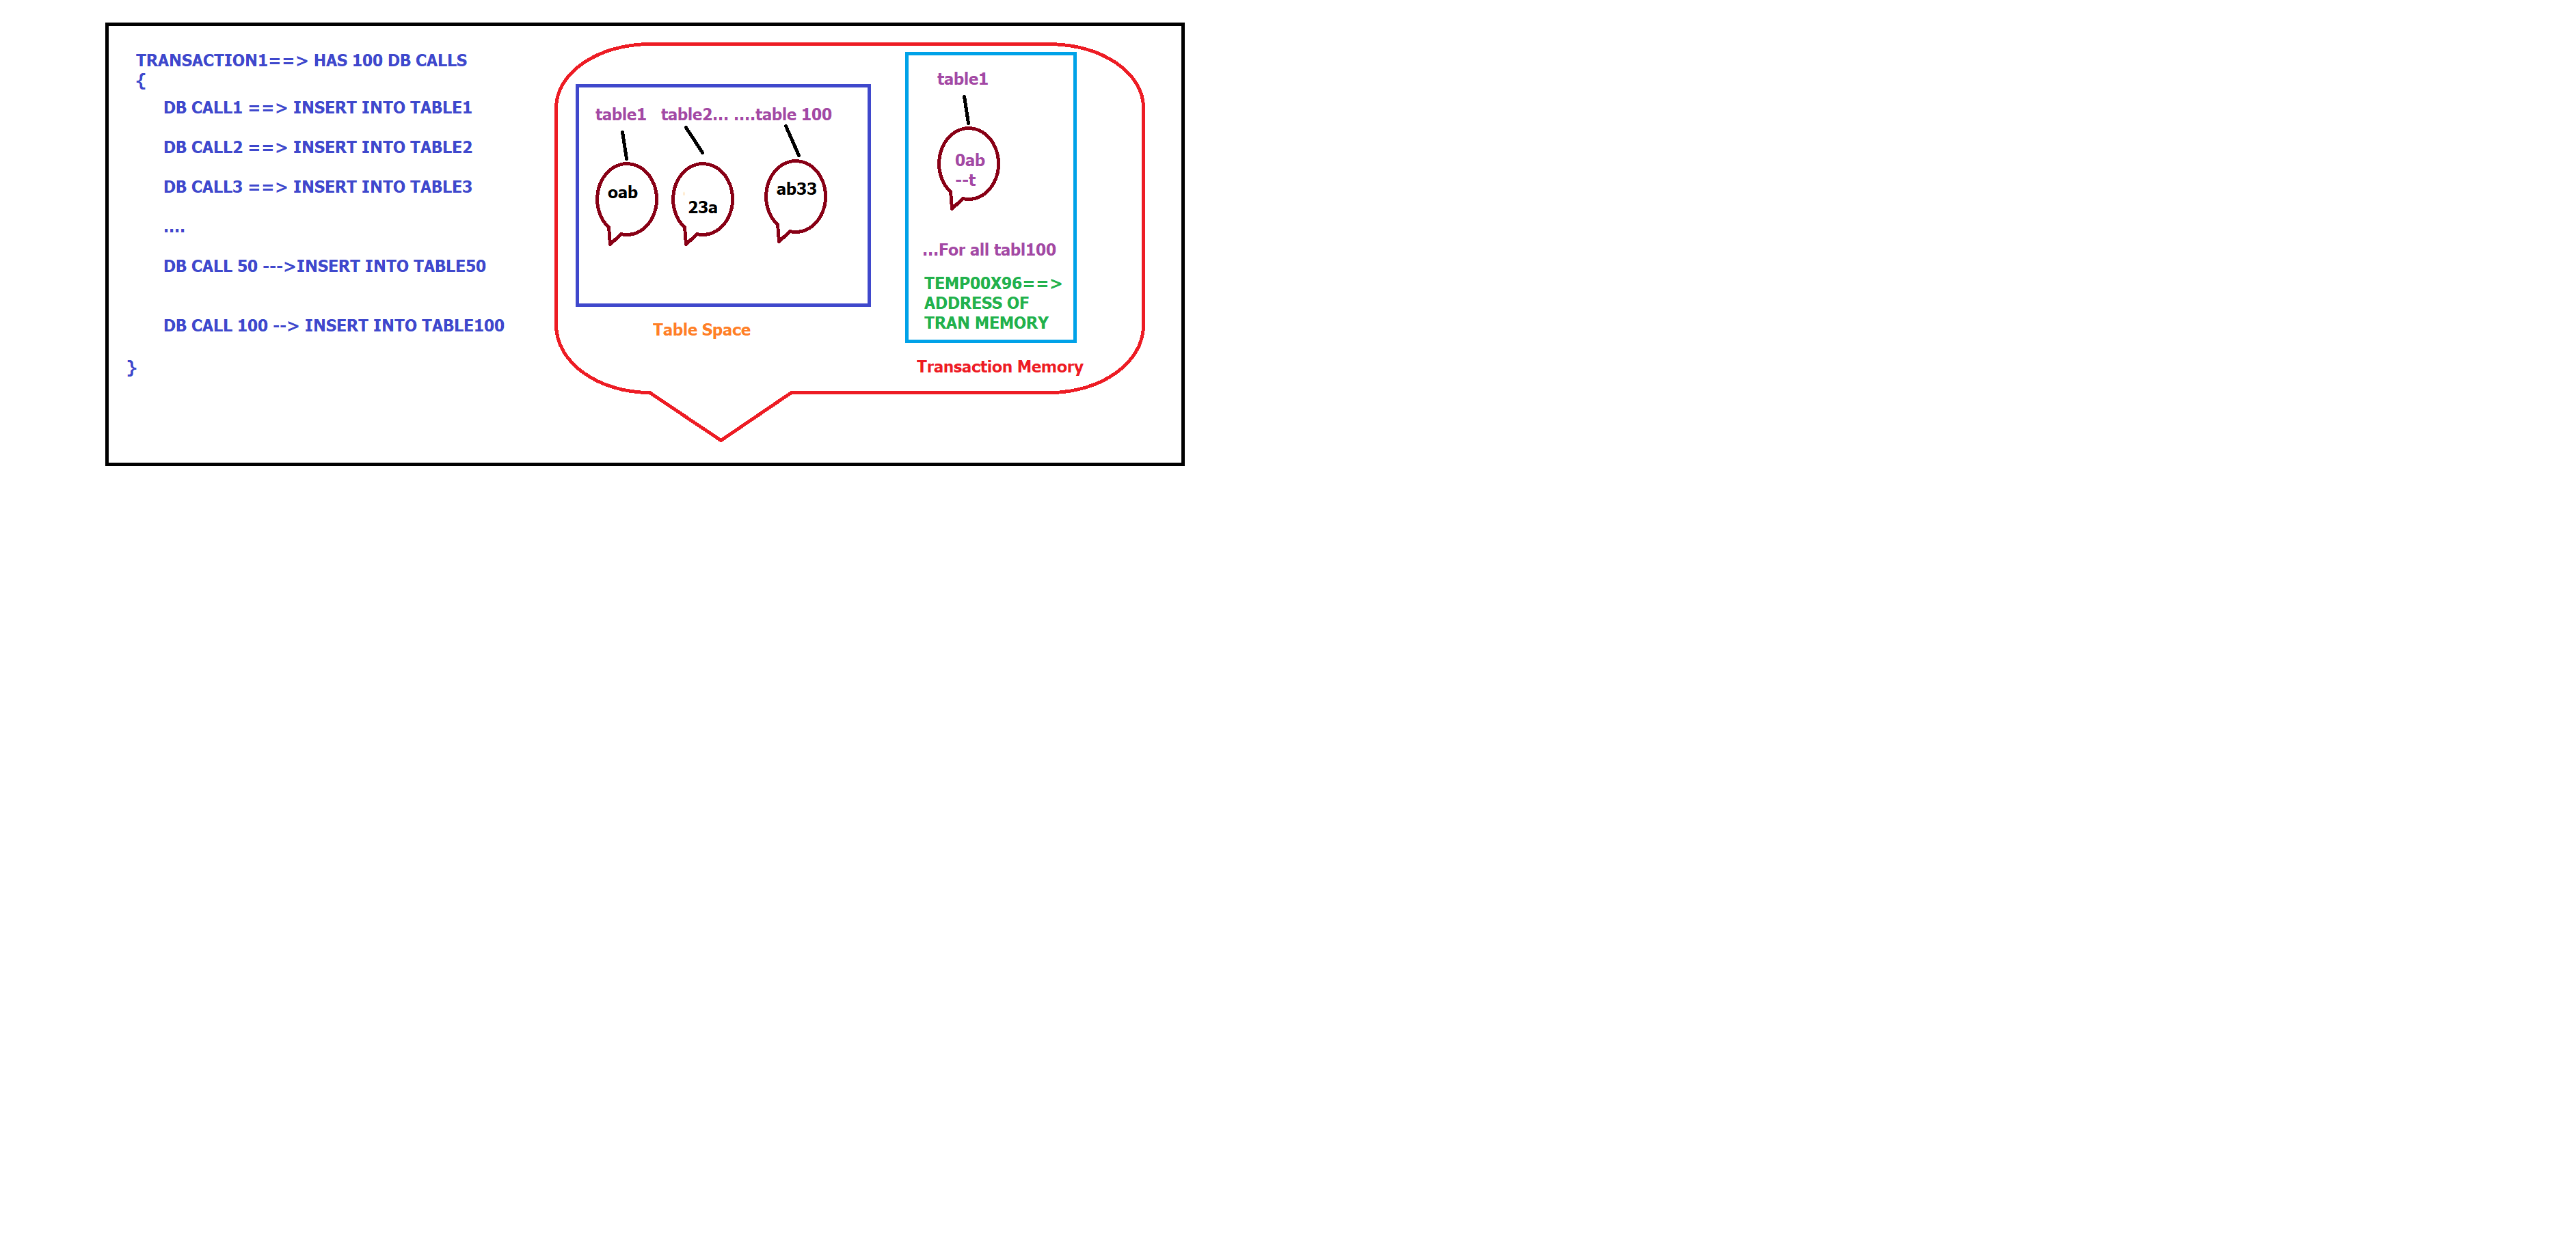 TRANSACTION1==> HAS 100 DB CALLS
{
DB CALL1 ==> INSERT INTO TABLE1
DB CALL2 ==> INSERT INTO TABLE2
DB CALL3 ==> INSERT INTO TABLE3
....
DB CALL 50 --->INSERT INTO TABLE50
DB CALL 100 --> INSERT INTO TABLE100
}
table1 table2... ....table 100
oab
23a
ab33
Table Space
table1
0ab
--t
...For all tabl100
TEMP00X96==>
ADDRESS OF
TRAN MEMORY
Transaction Memory